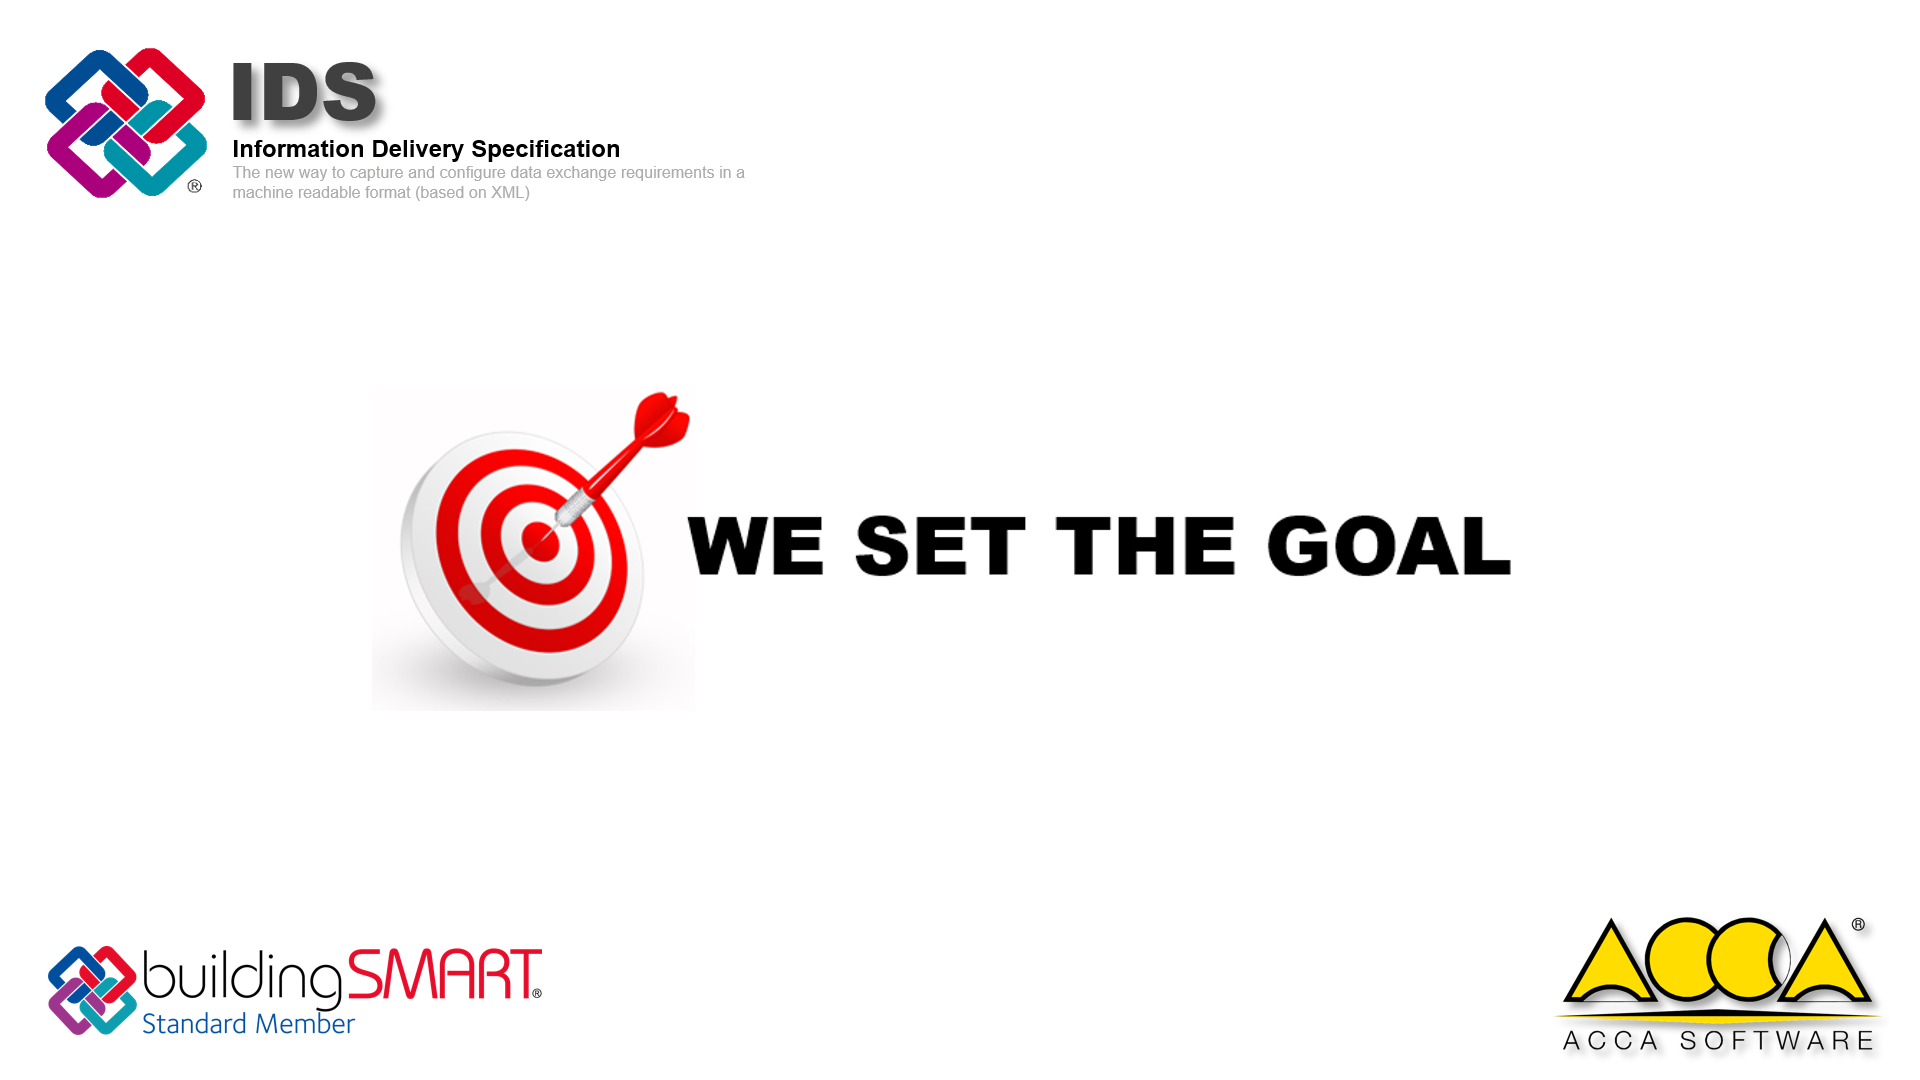 IDS
Information Delivery Specification
The new way to capture and configure data exchange requirements in a
machine readable format (based on XML)
®
WE SET THE GOAL
buildingSMART®
Standard Member
ACCA®
ACCA SOFTWARE